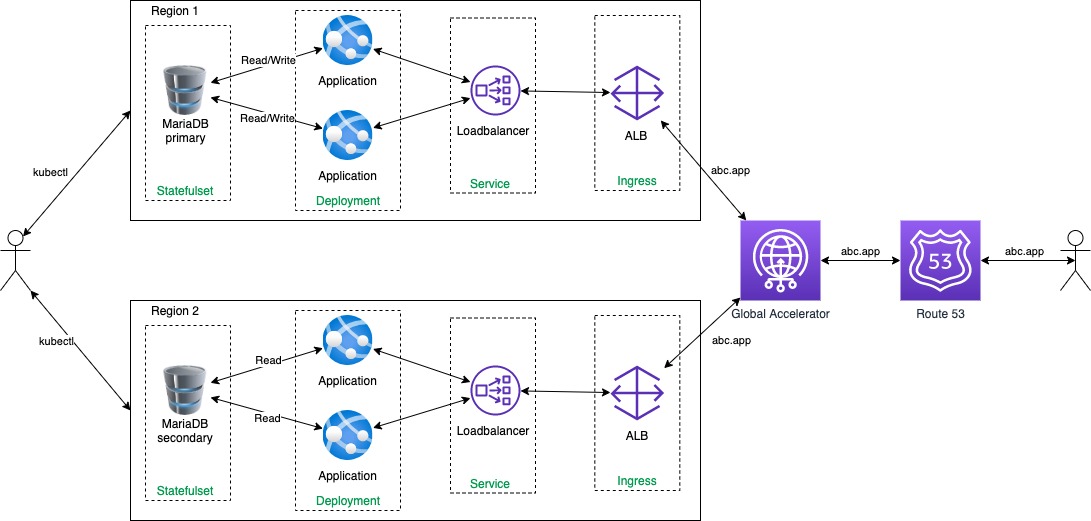 Region 1
Read/Write
Read/Write
Application
Application
MariaDB
primary
Loadbalancer
ALB
Statefulset
Deployment
Service
Ingress
kubectl
kubectl
abc.app
abc.app
abc.app
abc.app
53
Global Accelerator
Route 53
Region 2
Read
Read
Application
Application
MariaDB
secondary
Loadbalancer
ALB
Statefulset
Deployment
Service
Ingress